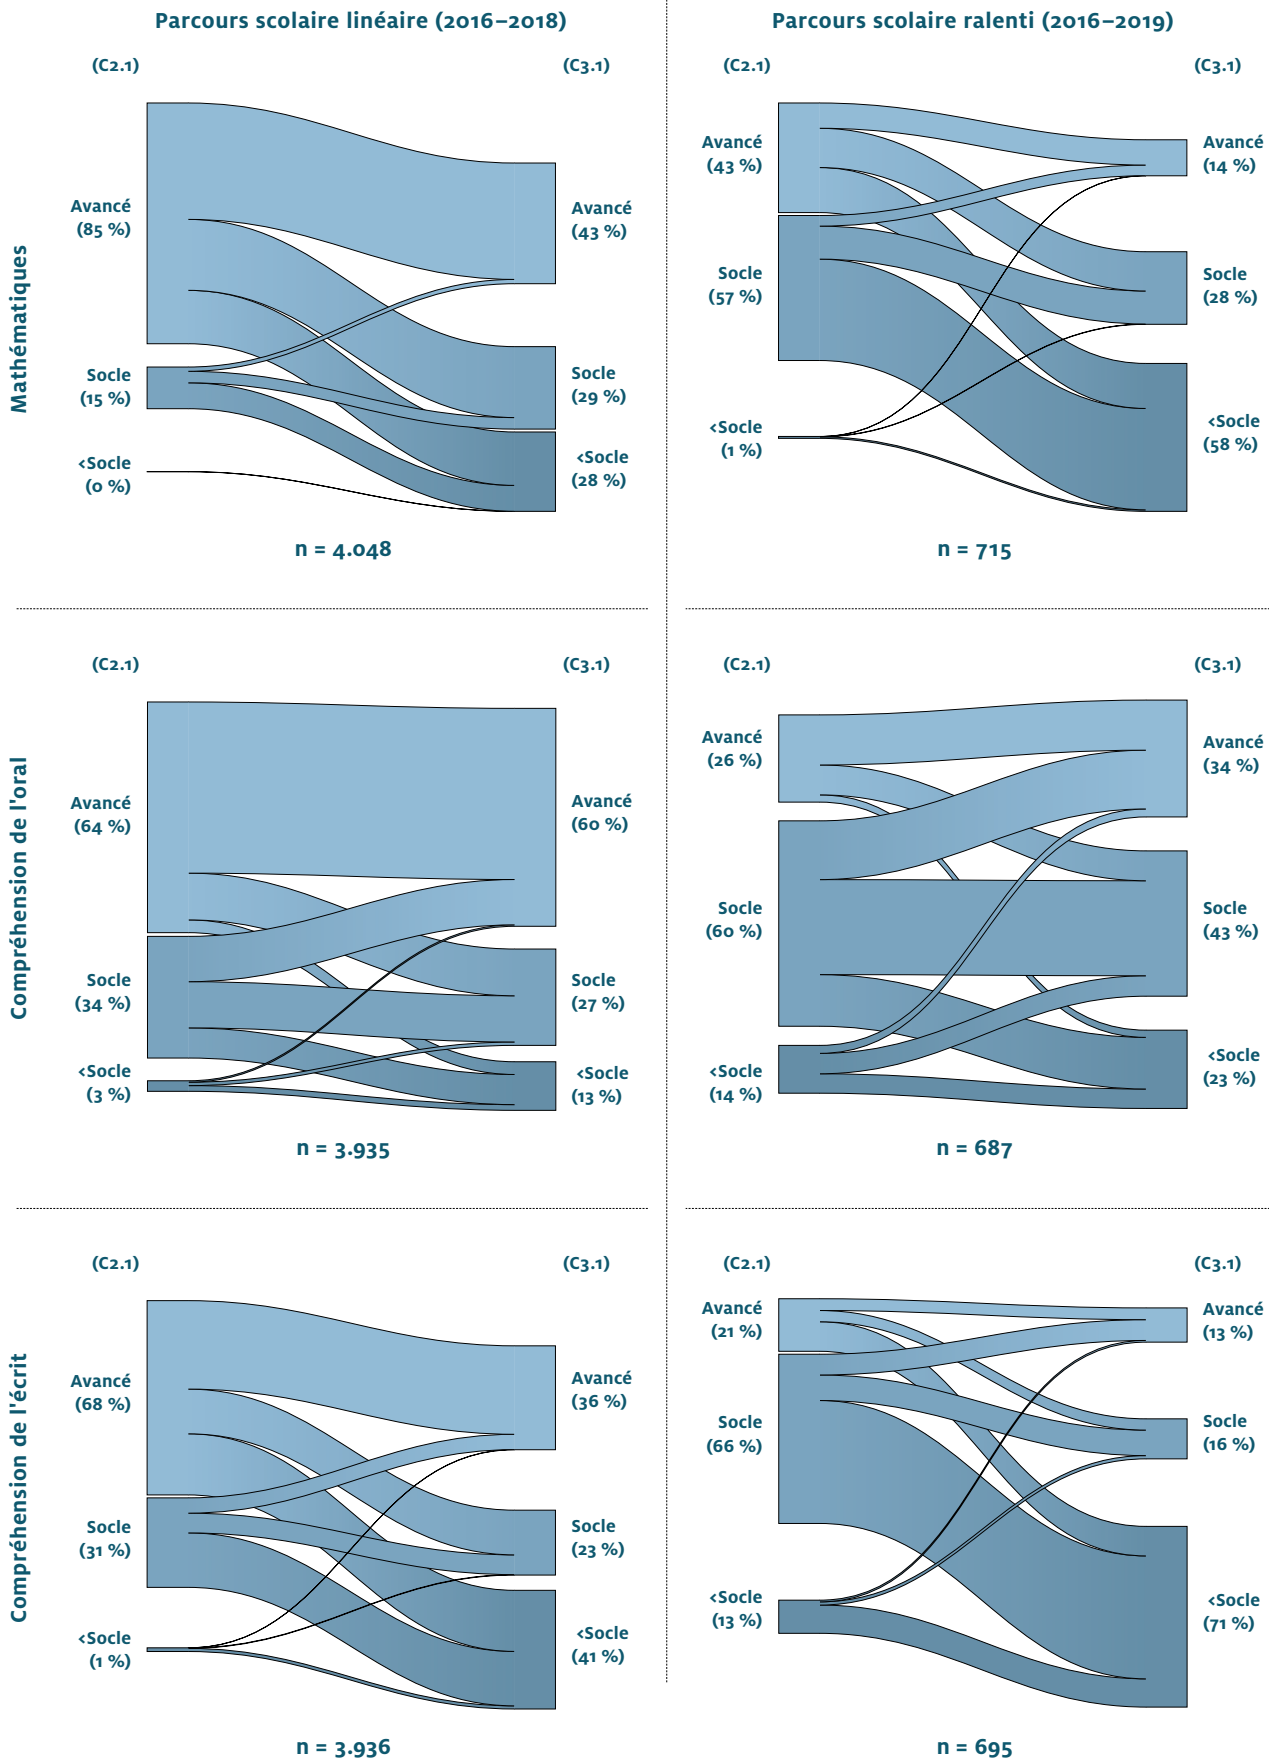 Parcours scolaire linéaire (2016–2018)
Parcours scolaire ralenti (2016–2019)
Mathématiques
(C2.1)
(C3.1)
Avancé
(85 %)
Socle
(15 %)
<Socle
(0 %)
Avancé
(43 %)
Socle
(29 %)
<Socle
(28 %)
n = 4.048
(C2.1)
(C3.1)
Avancé
(43 %)
Socle
(57 %)
<Socle
(1 %)
Avancé
(14 %)
Socle
(28 %)
<Socle
(58 %)
n = 715
Compréhension de l'oral
(C2.1)
(C3.1)
Avancé
(64 %)
Socle
(34 %)
<Socle
(3 %)
Avancé
(60 %)
Socle
(27 %)
<Socle
(13 %)
n = 3.935
(C2.1)
(C3.1)
Avancé
(26 %)
Socle
(60 %)
<Socle
(14 %)
Avancé
(34 %)
Socle
(43 %)
<Socle
(23 %)
n = 687
Compréhension de l'écrit
(C2.1)
(C3.1)
Avancé
(68 %)
Socle
(31 %)
<Socle
(1 %)
Avancé
(36 %)
Socle
(23 %)
<Socle
(41 %)
n = 3.936
(C2.1)
(C3.1)
Avancé
(21 %)
Socle
(66 %)
<Socle
(13 %)
Avancé
(13 %)
Socle
(16 %)
<Socle
(71 %)
n = 695